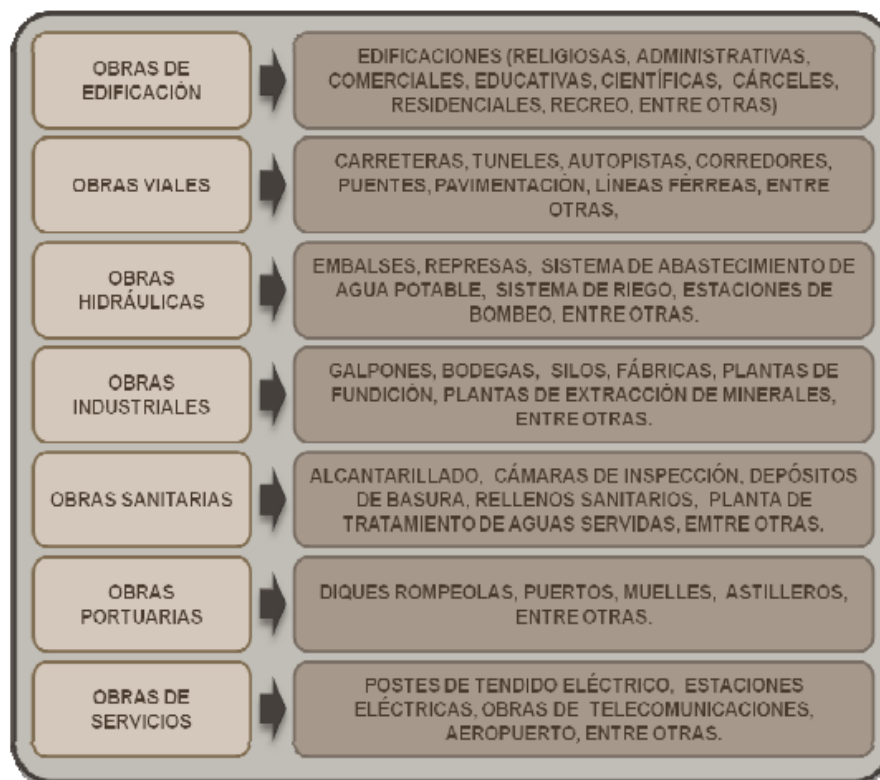 OBRAS DE
EDIFICACIÓN
EDIFICACIONES (RELIGIOSAS, ADMINISTRATIVAS,
COMERCIALES, EDUCATIVAS, CIENTÍFICAS, CÁRCELES,
RESIDENCIALES, RECREO, ENTRE OTRAS)
OBRAS VIALES
CARRETERAS, TUNELES, AUTOPISTAS, CORREDORES,
PUENTES, PAVIMENTACIÓN, LÍNEAS FÉRREAS, ENTRE
OTRAS,
OBRAS
HIDRÁULICAS
EMBALSES, REPRESAS, SISTEMA DE ABASTECIMIENTO DE
AGUA POTABLE, SISTEMA DE RIEGO, ESTACIONES DE
BOMBEO, ENTRE OTRAS.
OBRAS
INDUSTRIALES
GALPONES, BODEGAS, SILOS, FÁBRICAS, PLANTAS DE
FUNDICIÓN, PLANTAS DE EXTRACCIÓN DE MINERALES,
ENTRE OTRAS.
OBRAS SANITARIAS
ALCANTARILLADO, CÁMARAS DE INSPECCIÓN, DEPÓSITOS
DE BASURA, RELLENOS SANITARIOS, PLANTA DE
TRATAMIENTO DE AGUAS SERVIDAS, EMTRE OTRAS.
OBRAS
PORTUARIAS
DIQUES ROMPEOLAS, PUERTOS, MUELLES, ASTILLEROS,
ENTRE OTRAS.
OBRAS DE
SERVICIOS
POSTES DE TENDIDO ELÉCTRICO, ESTACIONES
ELÉCTRICAS, OBRAS DE TELECOMUNICACIONES,
AEROPUERTO, ENTRE OTRAS.